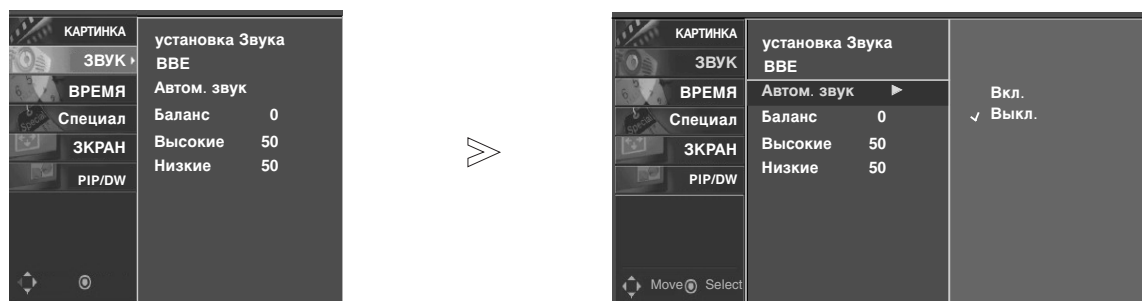 КАРТИНКА
ЗВУК
ВРЕМЯ
Специал
ЗКРАН
PIP/DW
установка Звука
BBE
Автом. звук
Баланс 0
Высокие 50
Низкие 50
КАРТИНКА
ЗВУК
ВРЕМЯ
Специал
ЗКРАН
PIP/DW
Move Select
установка Звука
BBE
Автом. звук
Баланс 0
Высокие 50
Низкие 50
Вкл.
Выкл.